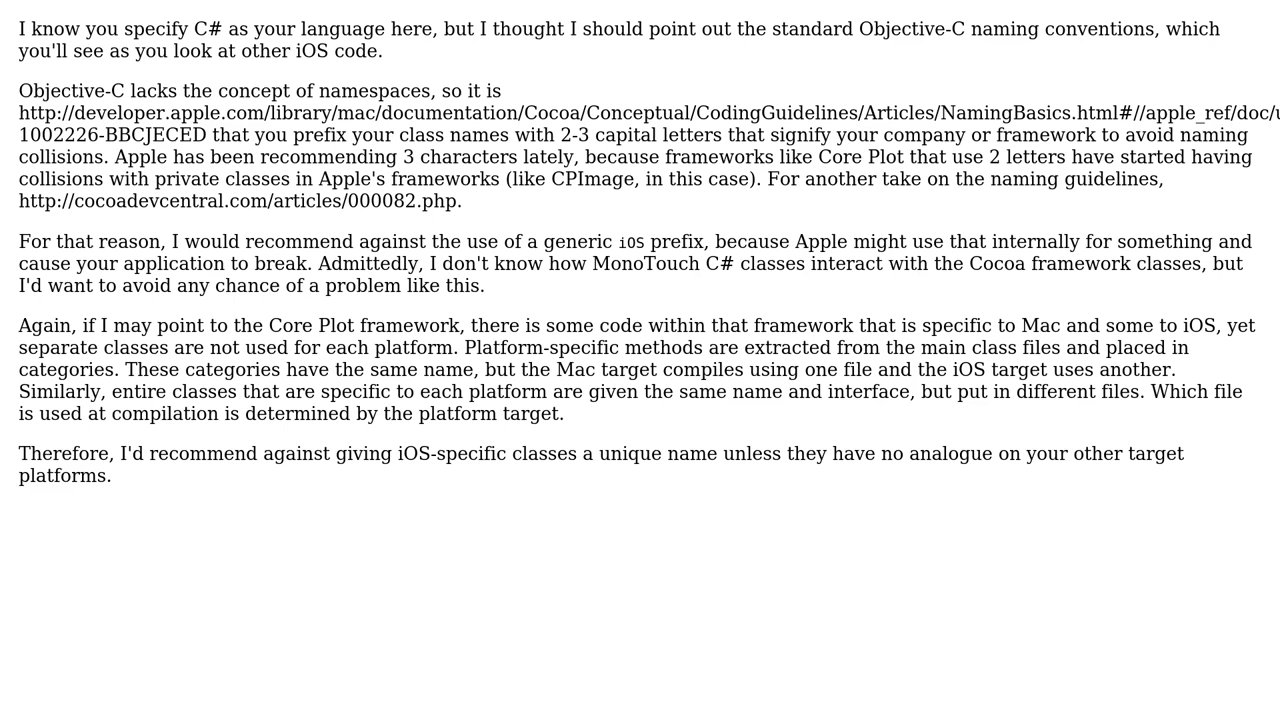 I know you specify C# as your language here, but I thought I should point out the standard Objective-C naming conventions, which
you'll see as you look at other iOS code.
Objective-C lacks the concept of namespaces, so it is
http://developer.apple.com/library/mac/documentation/Cocoa/Conceptual/CodingGuidelines/Articles/NamingBasics.html#//apple_ref/doc/u
1002226-BBCJECED that you prefix your class names with 2-3 capital letters that signify your company or framework to avoid naming
collisions. Apple has been recommending 3 characters lately, because frameworks like Core Plot that use 2 letters have started having
collisions with private classes in Apple's frameworks (like CPImage, in this case). For another take on the naming guidelines,
http://cocoadevcentral.com/articles/000082.php.
For that reason, I would recommend against the use of a generic iOS prefix, because Apple might use that internally for something and
cause your application to break. Admittedly, I don't know how MonoTouch C# classes interact with the Cocoa framework classes, but
I'd want to avoid any chance of a problem like this.
Again, if I may point to the Core Plot framework, there is some code within that framework that is specific to Mac and some to iOS, yet
separate classes are not used for each platform. Platform-specific methods are extracted from the main class files and placed in
categories. These categories have the same name, but the Mac target compiles using one file and the iOS target uses another.
Similarly, entire classes that are specific to each platform are given the same name and interface, but put in different files. Which file
is used at compilation is determined by the platform target.
Therefore, I'd recommend against giving iOS-specific classes a unique name unless they have no analogue on your other target
platforms.